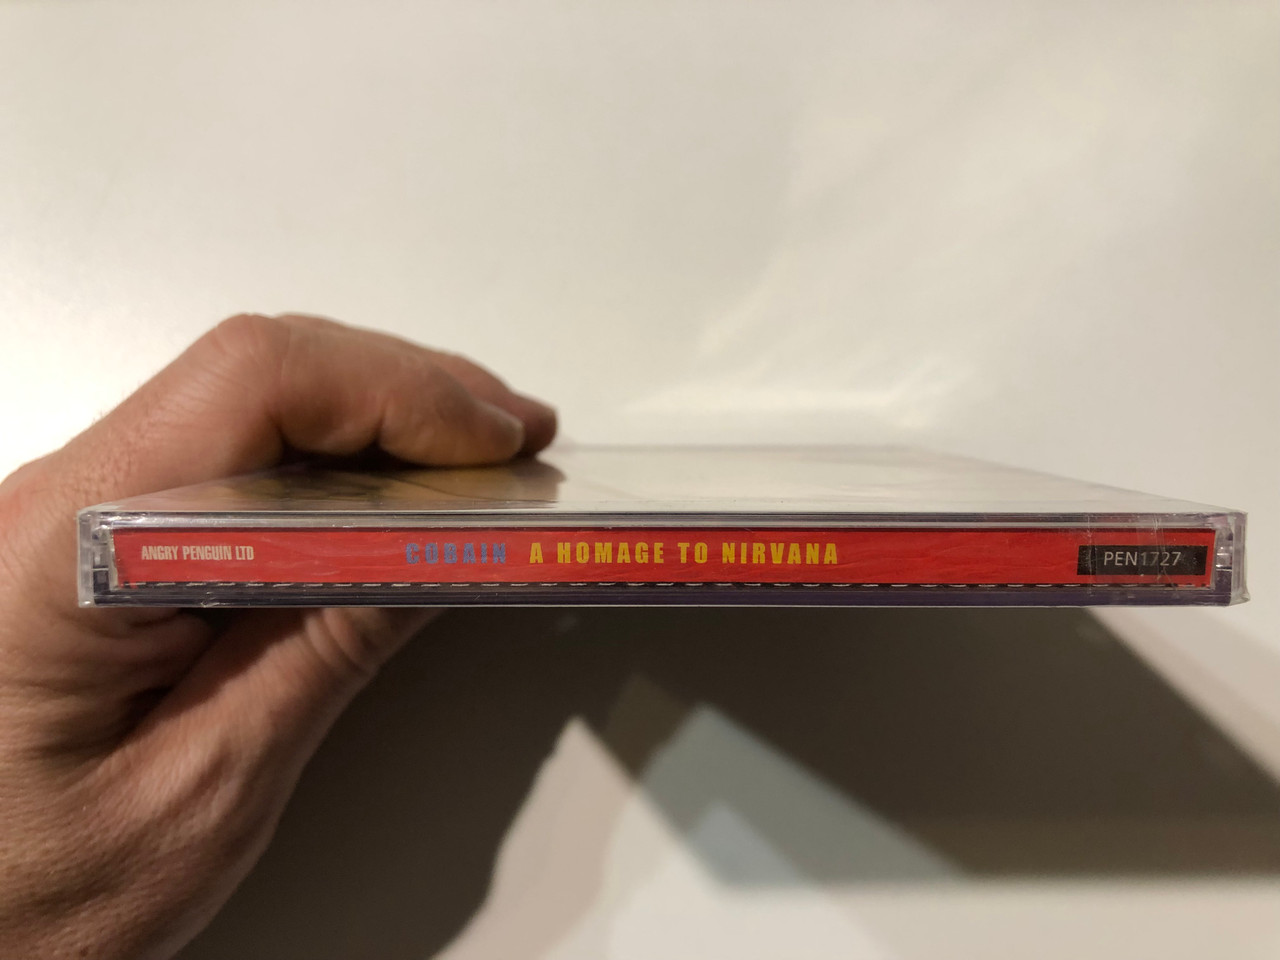 ANGRY PENGUIN LTD
COBAIN A HOMAGE TO NIRVANA
PEN1727